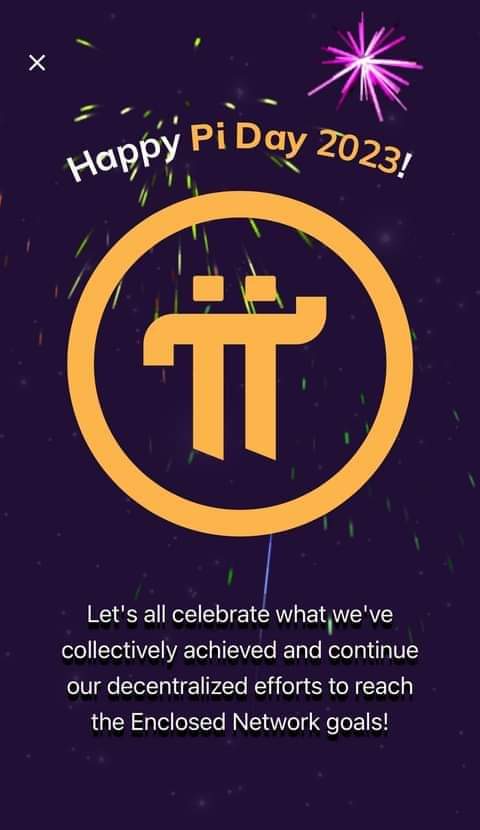 Happy Pi Day 2023!
Let's all celebrate what we've
collectively achieved and continue
our decentralized efforts to reach
the Enclosed Network goals!